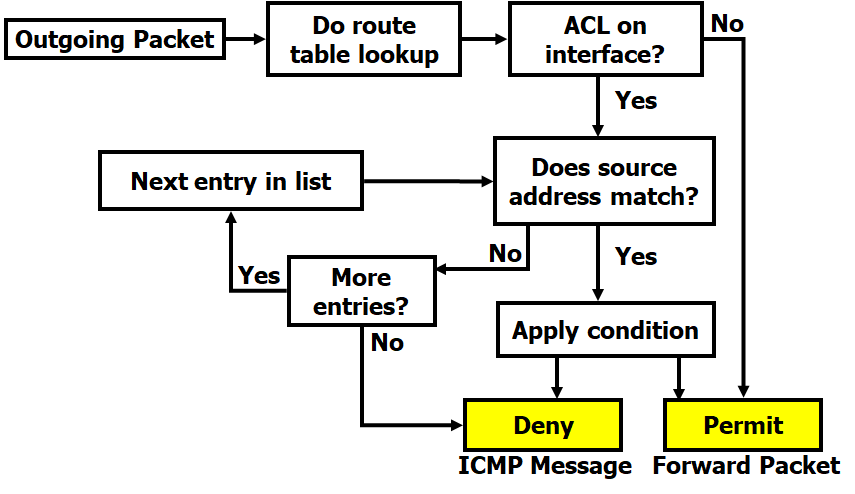 Outgoing Packet
Do route
table lookup
ACL on
interface?
No
Yes
Next entry in list
Does source
address match?
No
Yes
Yes
More
entries?
No
Apply condition
Deny
Permit
ICMP Message
Forward Packet